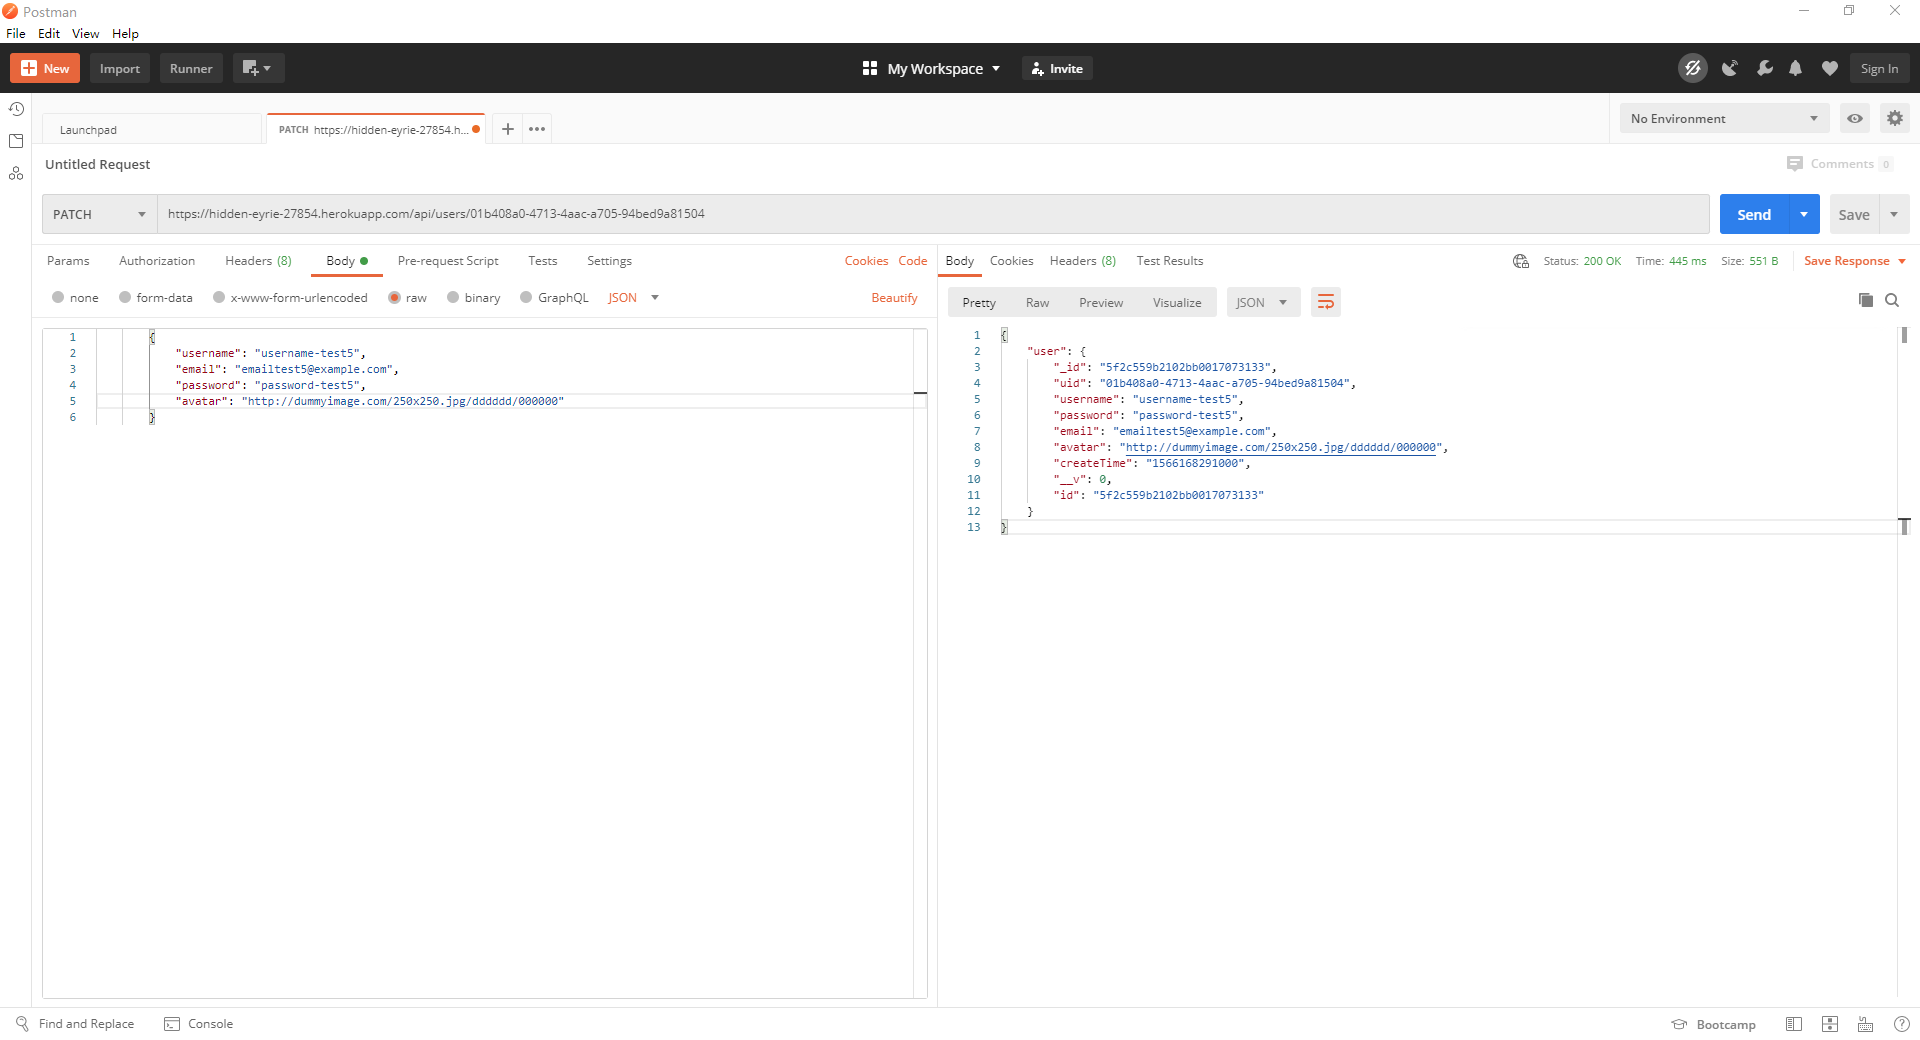 Postman
File Edit View Help
New Import Runner My Workspace Invite Sign In
Launchpad PATCH https://hidden-eyrie-27854.h... No Environment
Untitled Request Comments 0
PATCH https://hidden-eyrie-27854.herokuapp.com/api/users/01b408a0-4713-4aac-a705-94bed9a81504 Send Save
Params Authorization Headers (8) Body Pre-request Script Tests Settings Cookies Code
none form-data x-www-form-urlencoded raw binary GraphQL JSON Beautify
1 {
2 "username": "username-test5",
3 "email": "emailtest5@example.com",
4 "password": "password-test5",
5 "avatar": "http://dummyimage.com/250x250.jpg/dddddd/000000"
6 }
Body Cookies Headers (8) Test Results Status: 200 OK Time: 445 ms Size: 551 B Save Response
Pretty Raw Preview Visualize JSON
1 {
2 "user": {
3 "_id": "5f2c559b2102bb0017073133",
4 "uid": "01b408a0-4713-4aac-a705-94bed9a81504",
5 "username": "username-test5",
6 "password": "password-test5",
7 "email": "emailtest5@example.com",
8 "avatar": "http://dummyimage.com/250x250.jpg/dddddd/000000",
9 "createTime": "1566168291000",
10 "__v": 0,
11 "id": "5f2c559b2102bb0017073133"
12 }
13 }
Find and Replace Console Bootcamp